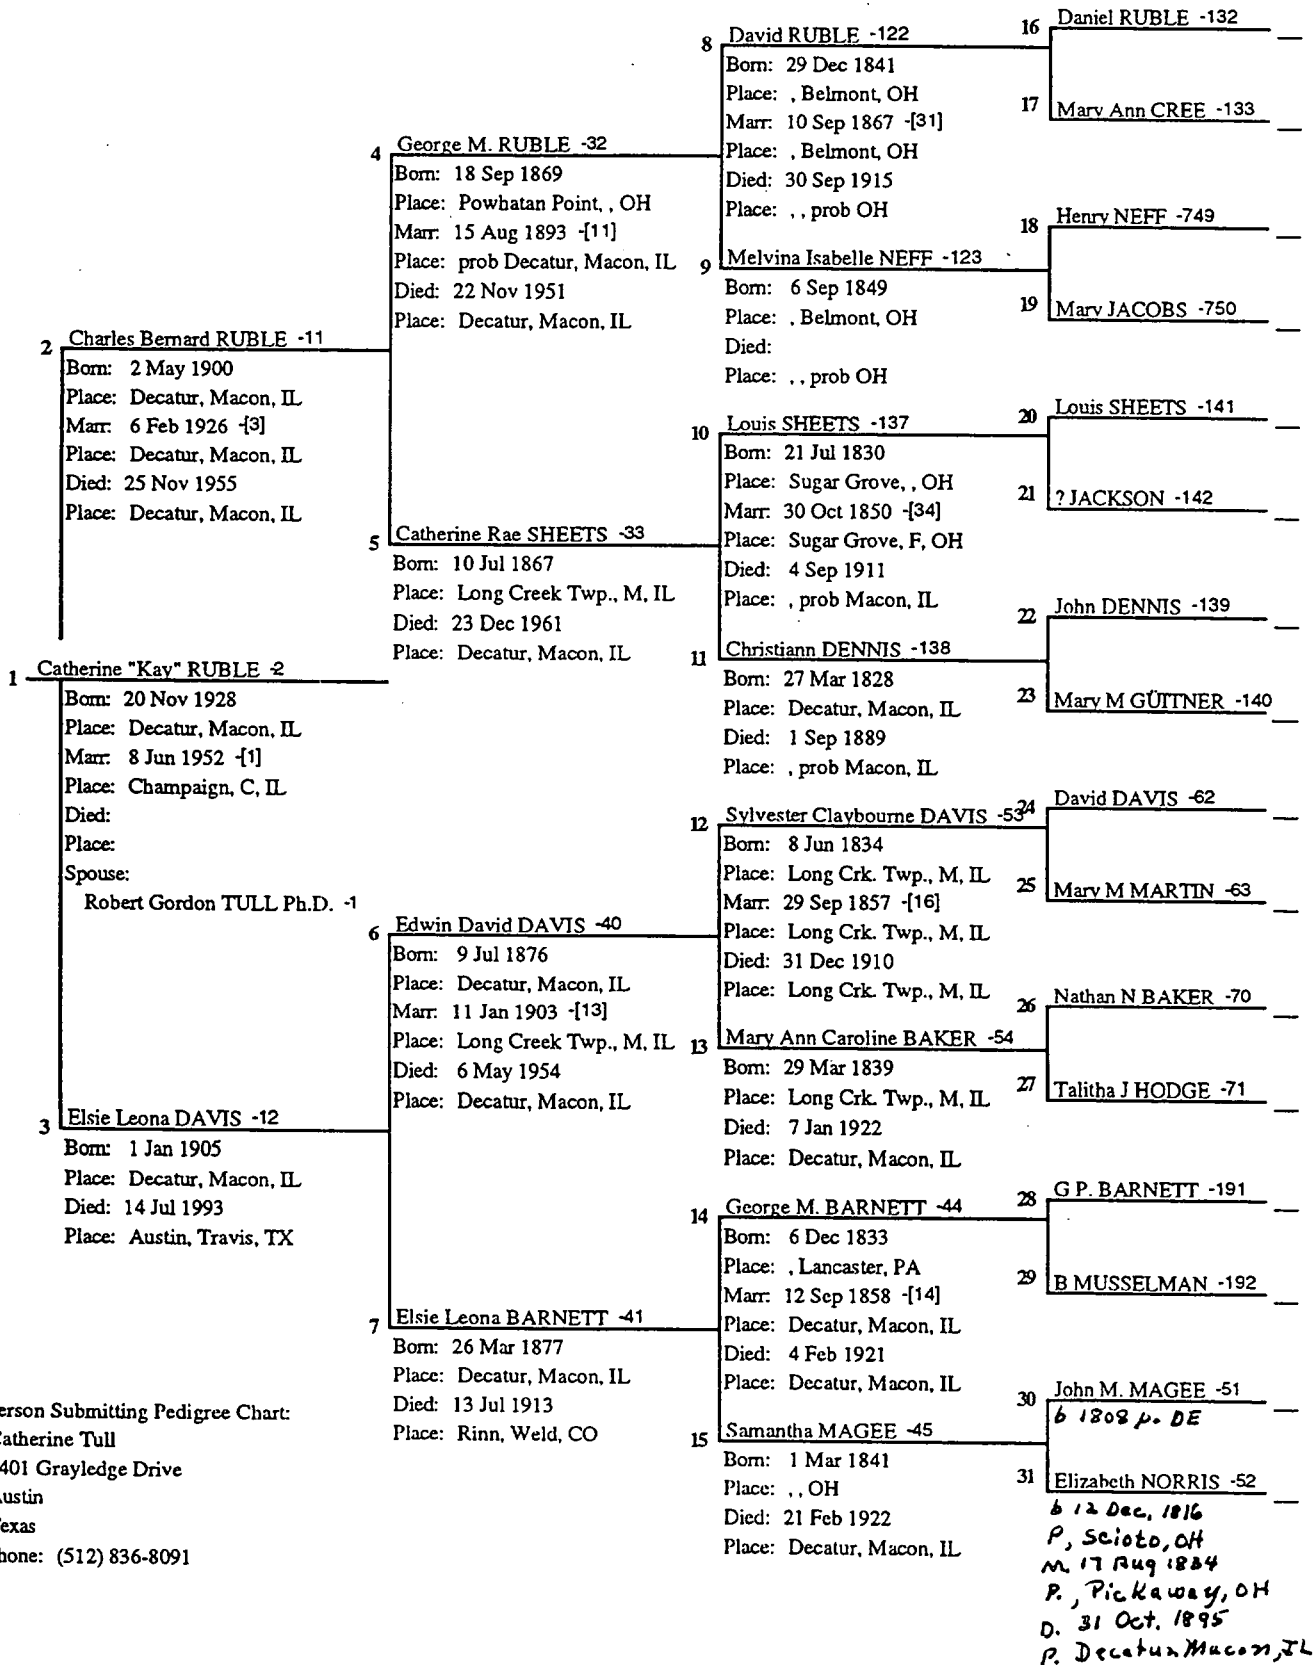 16 Daniel RUBLE -132
8 David RUBLE -122
Born: 29 Dec 1841
Place: , Belmont, OH
Marr: 10 Sep 1867 -[31]
Place: , Belmont, OH
Died: 30 Sep 1915
Place: , , prob OH
17 Mary Ann CREE -133
4 George M. RUBLE -32
Born: 18 Sep 1869
Place: Powhatan Point, , OH
Marr: 15 Aug 1893 -[11]
Place: prob Decatur, Macon, IL
Died: 22 Nov 1951
Place: Decatur, Macon, IL
18 Henry NEFF -749
9 Melvina Isabelle NEFF -123
Born: 6 Sep 1849
Place: , Belmont, OH
Died:
Place: , , prob OH
19 Mary JACOBS -750
2 Charles Bernard RUBLE -11
Born: 2 May 1900
Place: Decatur, Macon, IL
Marr: 6 Feb 1926 -[3]
Place: Decatur, Macon, IL
Died: 25 Nov 1955
Place: Decatur, Macon, IL
20 Louis SHEETS -141
10 Louis SHEETS -137
Born: 21 Jul 1830
Place: Sugar Grove, , OH
Marr: 30 Oct 1850 -[34]
Place: Sugar Grove, F, OH
Died: 4 Sep 1911
Place: , prob Macon, IL
21 ? JACKSON -142
5 Catherine Rae SHEETS -33
Born: 10 Jul 1867
Place: Long Creek Twp., M, IL
Died: 23 Dec 1961
Place: Decatur, Macon, IL
22 John DENNIS -139
11 Christiann DENNIS -138
Born: 27 Mar 1828
Place: Decatur, Macon, IL
Died: 1 Sep 1889
Place: , prob Macon, IL
23 Mary M GÜITNER -140
1 Catherine "Kay" RUBLE -2
Born: 20 Nov 1928
Place: Decatur, Macon, IL
Marr: 8 Jun 1952 -[1]
Place: Champaign, C, IL
Died:
Place:
Spouse:
Robert Gordon TULL Ph.D. -1
24 David DAVIS -62
12 Sylvester Claybourne DAVIS -53
Born: 8 Jun 1834
Place: Long Crk. Twp., M, IL
Marr: 29 Sep 1857 -[16]
Place: Long Crk. Twp., M, IL
Died: 31 Dec 1910
Place: Long Crk. Twp., M, IL
25 Mary M MARTIN -63
6 Edwin David DAVIS -40
Born: 9 Jul 1876
Place: Decatur, Macon, IL
Marr: 11 Jan 1903 -[13]
Place: Long Creek Twp., M, IL
Died: 6 May 1954
Place: Decatur, Macon, IL
26 Nathan N BAKER -70
13 Mary Ann Caroline BAKER -54
Born: 29 Mar 1839
Place: Long Crk. Twp., M, IL
Died: 7 Jan 1922
Place: Decatur, Macon, IL
27 Talitha J HODGE -71
3 Elsie Leona DAVIS -12
Born: 1 Jan 1905
Place: Decatur, Macon, IL
Died: 14 Jul 1993
Place: Austin, Travis, TX
28 G P. BARNETT -191
14 George M. BARNETT -44
Born: 6 Dec 1833
Place: , Lancaster, PA
Marr: 12 Sep 1858 -[14]
Place: Decatur, Macon, IL
Died: 4 Feb 1921
Place: Decatur, Macon, IL
29 B MUSSELMAN -192
7 Elsie Leona BARNETT -41
Born: 26 Mar 1877
Place: Decatur, Macon, IL
Died: 13 Jul 1913
Place: Rinn, Weld, CO
30 John M. MAGEE -51
b 1808 p. DE
15 Samantha MAGEE -45
Born: 1 Mar 1841
Place: , , OH
Died: 21 Feb 1922
Place: Decatur, Macon, IL
31 Elizabeth NORRIS -52
b 12 Dec, 1816
P, Scioto, OH
M. 17 Aug 1834
P. , Pickaway, OH
D. 31 Oct. 1895
P. Decatur Macon, IL
erson Submitting Pedigree Chart:
Catherine Tull
401 Grayledge Drive
ustin
exas
hone: (512) 836-8091